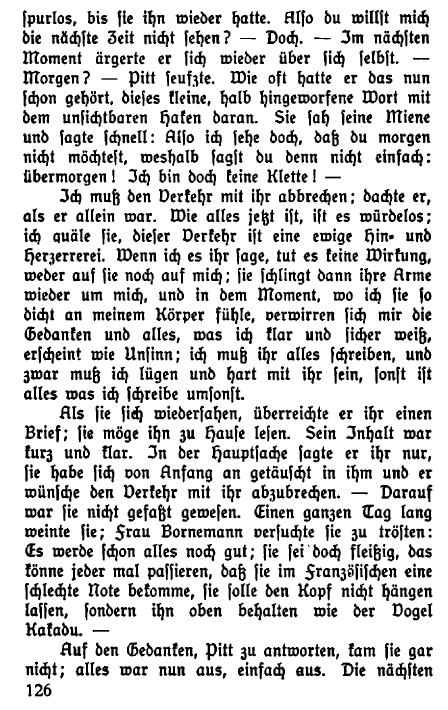 spurlos, bis sie ihn wieder hatte. Also du willst mich
die nächste Zeit nicht sehen? — Doch. — Im nächsten
Moment ärgerte er sich wieder über sich selbst. —
Morgen? — Pitt seufzte. Wie oft hatte er das nun
schon gehört, dieses kleine, halb hingeworfene Wort mit
dem unsichtbaren Haken daran. Sie sah seine Miene
und sagte schnell: Also ich sehe doch, daß du morgen
nicht möchtest, weshalb sagst du denn nicht einfach:
übermorgen! Ich bin doch keine Klette! —
Ich muß den Verkehr mit ihr abbrechen; dachte er,
als er allein war. Wie alles jetzt ist, ist es würdelos;
ich quäle sie, dieser Verkehr ist eine ewige Hin- und
Herzerrerei. Wenn ich es ihr sage, tut es keine Wirkung,
weder auf sie noch auf mich; sie schlingt dann ihre Arme
wieder um mich, und in dem Moment, wo ich sie so
dicht an meinem Körper fühle, verwirren sich mir die
Gedanken und alles, was ich klar und sicher weiß,
erscheint wie Unsinn; ich muß ihr alles schreiben, und
zwar muß ich lügen und hart mit ihr sein, sonst ist
alles was ich schreibe umsonst.
Als sie sich wiedersahen, überreichte er ihr einen
Brief; sie möge ihn zu Hause lesen. Sein Inhalt war
kurz und klar. In der Hauptsache sagte er ihr nur,
sie habe sich von Anfang an getäuscht in ihm und er
wünsche den Verkehr mit ihr abzubrechen. — Darauf
war sie nicht gefaßt gewesen. Einen ganzen Tag lang
weinte sie; Frau Bornemann versuchte sie zu trösten:
Es werde schon alles noch gut; sie sei doch fleißig, das
könne jeder mal passieren, daß sie im Französischen eine
schlechte Note bekomme, sie solle den Kopf nicht hängen
lassen, sondern ihn oben behalten wie der Vogel
Kakadu. —
Auf den Gedanken, Pitt zu antworten, kam sie gar
nicht; alles war nun aus, einfach aus. Die nächsten
126